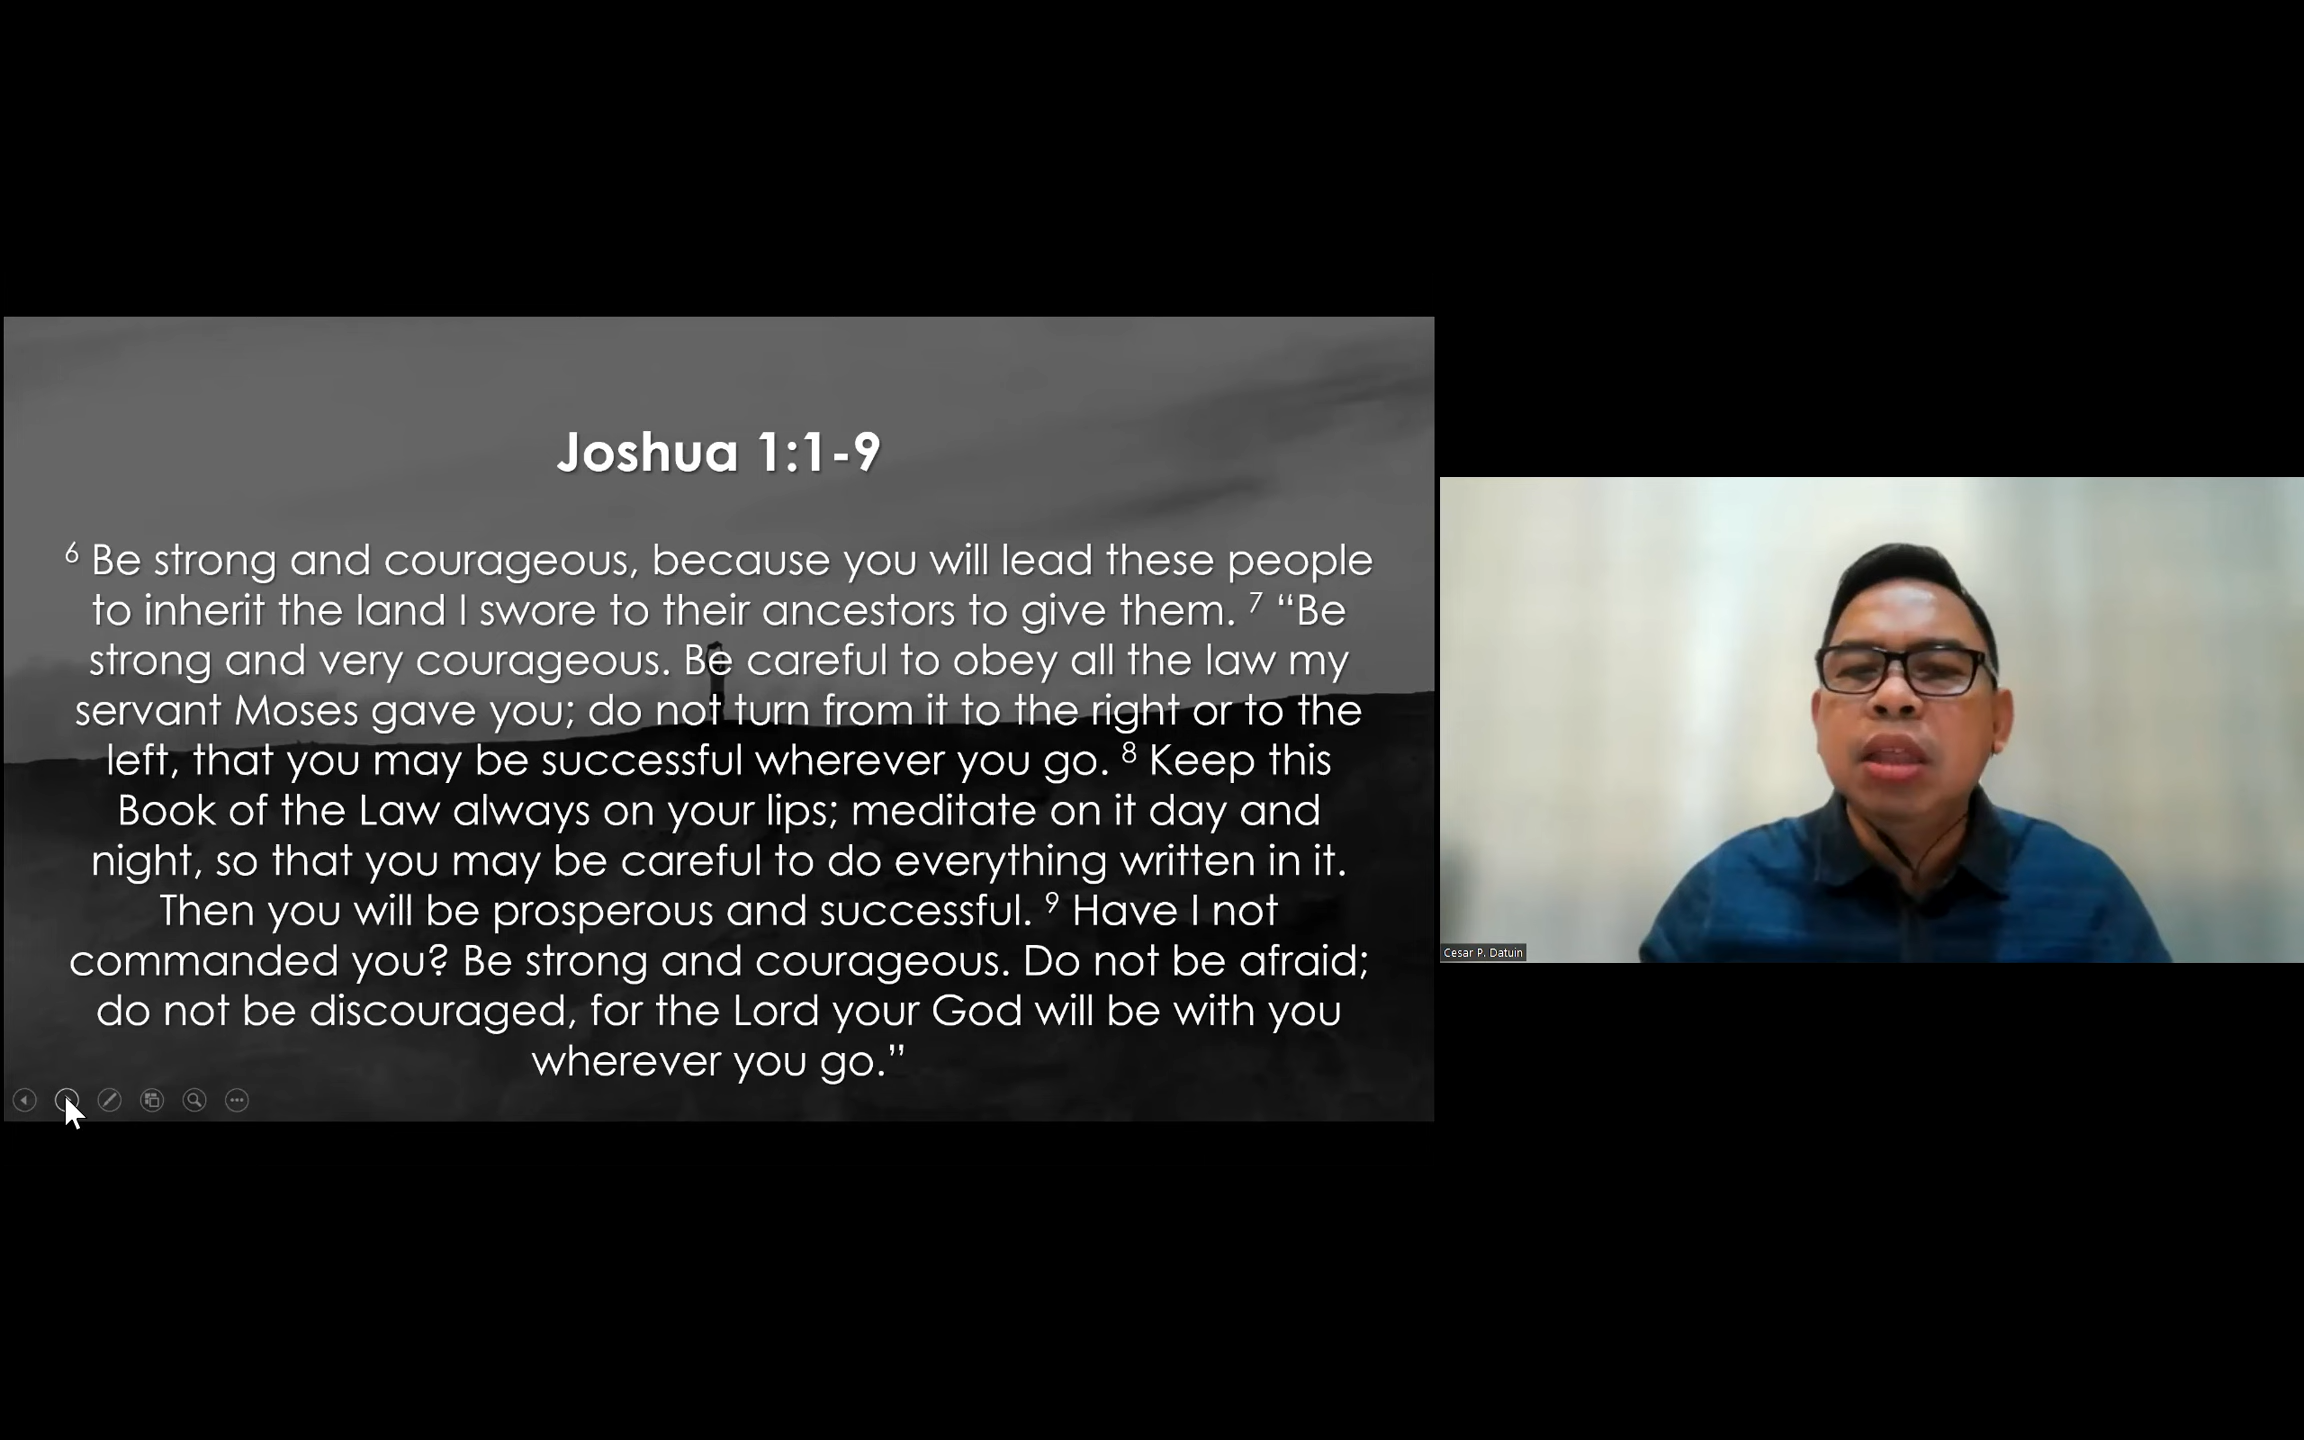 Joshua 1:1-9
6 Be strong and courageous, because you will lead these people
to inherit the land I swore to their ancestors to give them. 7 “Be
strong and very courageous. Be careful to obey all the law my
servant Moses gave you; do not turn from it to the right or to the
left, that you may be successful wherever you go. 8 Keep this
Book of the Law always on your lips; meditate on it day and
night, so that you may be careful to do everything written in it.
Then you will be prosperous and successful. 9 Have I not
commanded you? Be strong and courageous. Do not be afraid;
do not be discouraged, for the Lord your God will be with you
wherever you go.”
Cesar P. Datuin